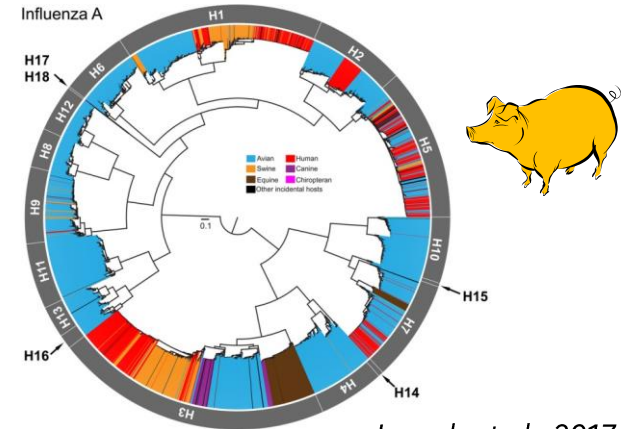 Influenza A
H1
H2
H5
H10
H15
H7
H14
H4
H3
H16
H13
H11
H9
H8
H12
H17
H18
H6
Avian
Human
Swine
Canine
Equine
Chiropteran
Other incidental hosts
0.1
2017